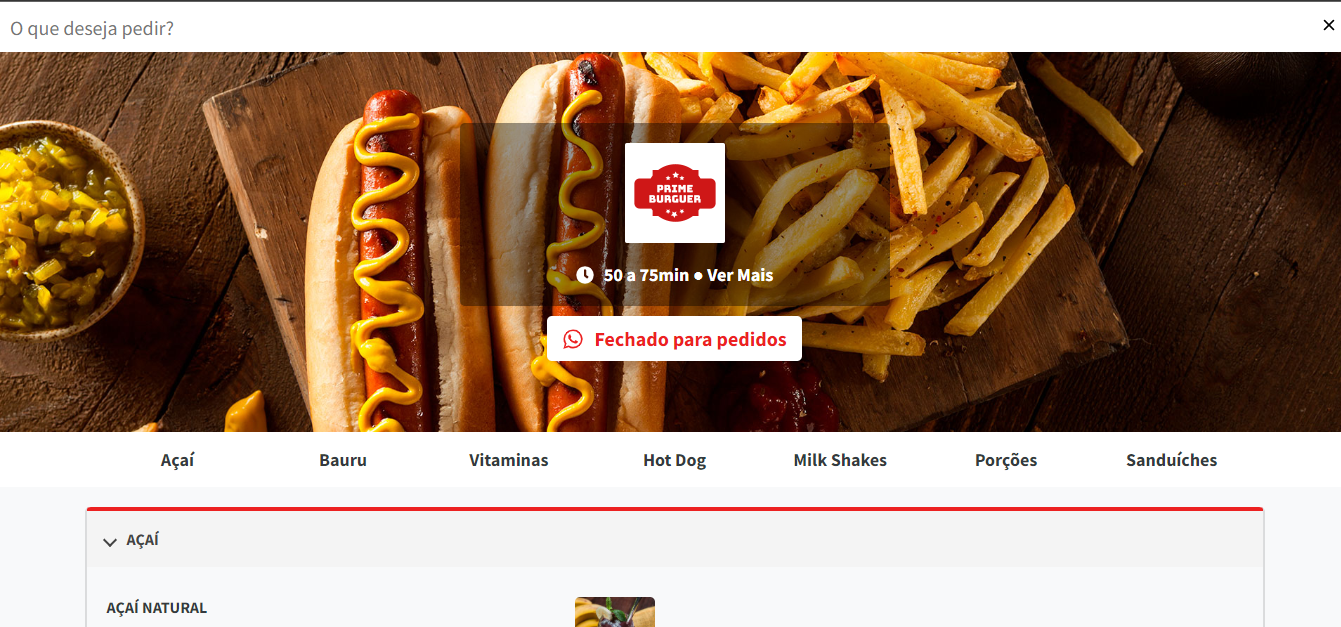 O que deseja pedir?
PRIME
BURGUER
50 a 75min ● Ver Mais
Fechado para pedidos
Açaí Bauru Vitaminas Hot Dog Milk Shakes Porções Sanduíches
AÇAÍ
AÇAÍ NATURAL